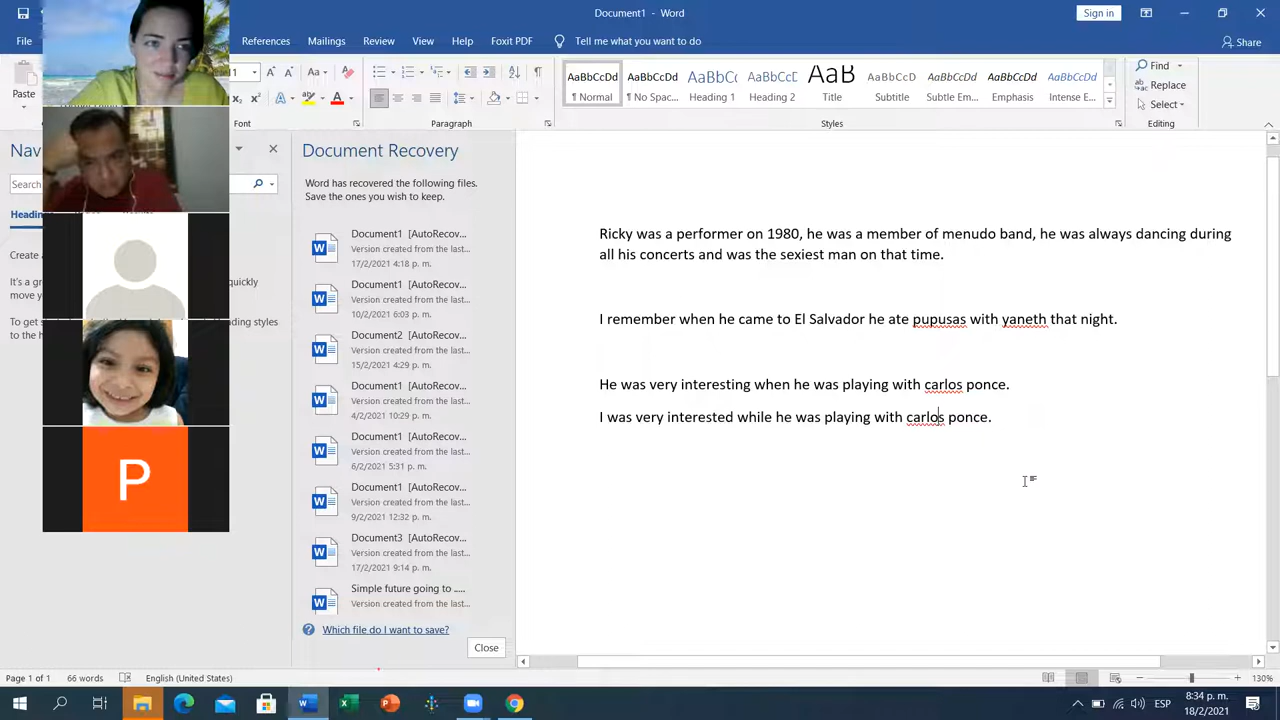 Document1 - Word
Sign in
File
References
Mailings
Review
View
Help
Foxit PDF
Tell me what you want to do
Share
Paste
AaBbCcDd
AaBbCcDd
AaBbC(
AaBbCcD
AaB
AaBbCcD
AaBbCcDd
AaBbCcDd
AaBbCcDd
¶ Normal
¶ No Spac...
Heading 1
Heading 2
Title
Subtitle
Subtle Em...
Emphasis
Intense E...
Find
Replace
Select
Paragraph
Styles
Editing
Document Recovery
Word has recovered the following files.
Save the ones you wish to keep.
Document1 [AutoRecov...
Version created from the last...
17/2/2021 4:18 p. m.
Document1 [AutoRecov...
Version created from the last...
10/2/2021 6:03 p. m.
Document2 [AutoRecov...
Version created from the last...
15/2/2021 4:29 p. m.
Document1 [AutoRecov...
Version created from the last...
4/2/2021 10:29 p. m.
Document1 [AutoRecov...
Version created from the last...
6/2/2021 5:31 p. m.
Document1 [AutoRecov...
Version created from the last...
9/2/2021 12:32 p. m.
Document3 [AutoRecov...
Version created from the last...
17/2/2021 9:14 p. m.
Simple future going to .....
Version created from the last...
Which file do I want to save?
Close
Ricky was a performer on 1980, he was a member of menudo band, he was always dancing during
all his concerts and was the sexiest man on that time.
I remember when he came to El Salvador he ate pupusas with yaneth that night.
He was very interesting when he was playing with carlos ponce.
I was very interested while he was playing with carlos ponce.
P
Page 1 of 1
66 words
English (United States)
130%
ESP
8:34 p. m.
18/2/2021